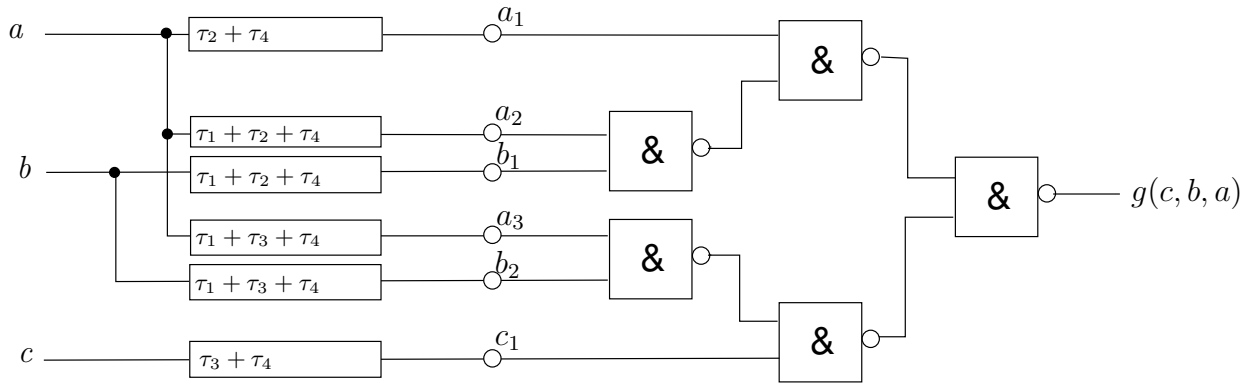 a
τ₂ + τ₄
a₁
&
a₂
τ₁ + τ₂ + τ₄
&
b
b₁
τ₁ + τ₂ + τ₄
&
g(c, b, a)
a₃
τ₁ + τ₃ + τ₄
&
b₂
τ₁ + τ₃ + τ₄
c
τ₃ + τ₄
c₁
&